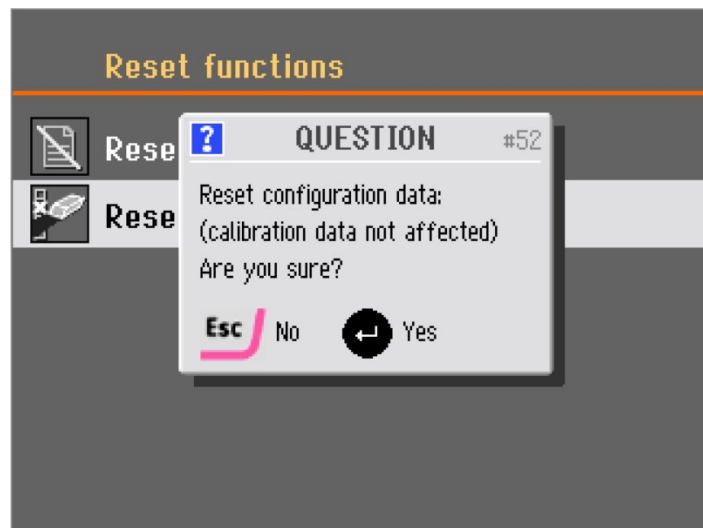 Reset functions
Rese
QUESTION #52
Rese
Reset configuration data:
(calibration data not affected)
Are you sure?
Esc No Yes